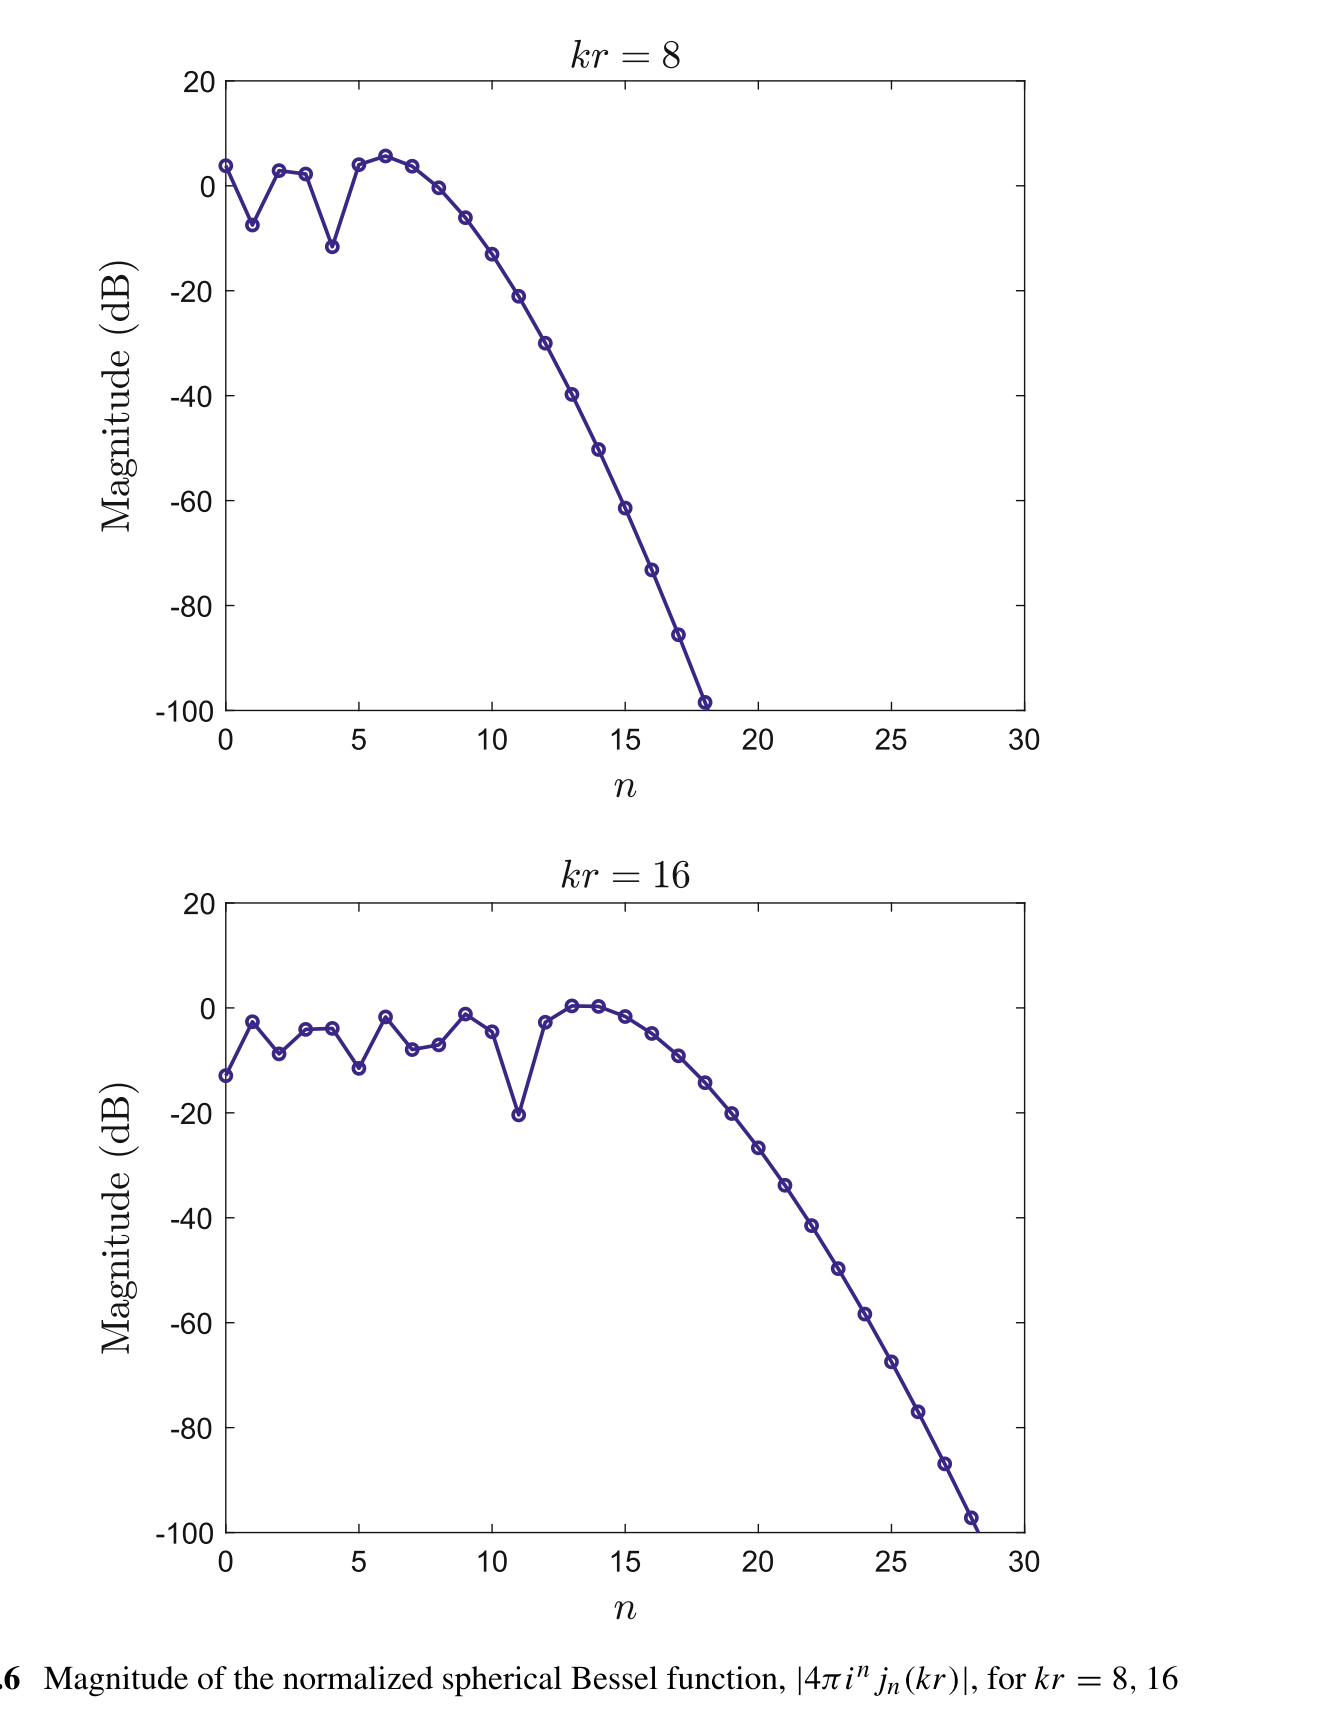 kr = 8
20
0
-20
-40
-60
-80
-100
Magnitude (dB)
0 5 10 15 20 25 30
n
kr = 16
20
0
-20
-40
-60
-80
-100
Magnitude (dB)
0 5 10 15 20 25 30
n
.6 Magnitude of the normalized spherical Bessel function, |4πiⁿjₙ(kr)|, for kr = 8, 16